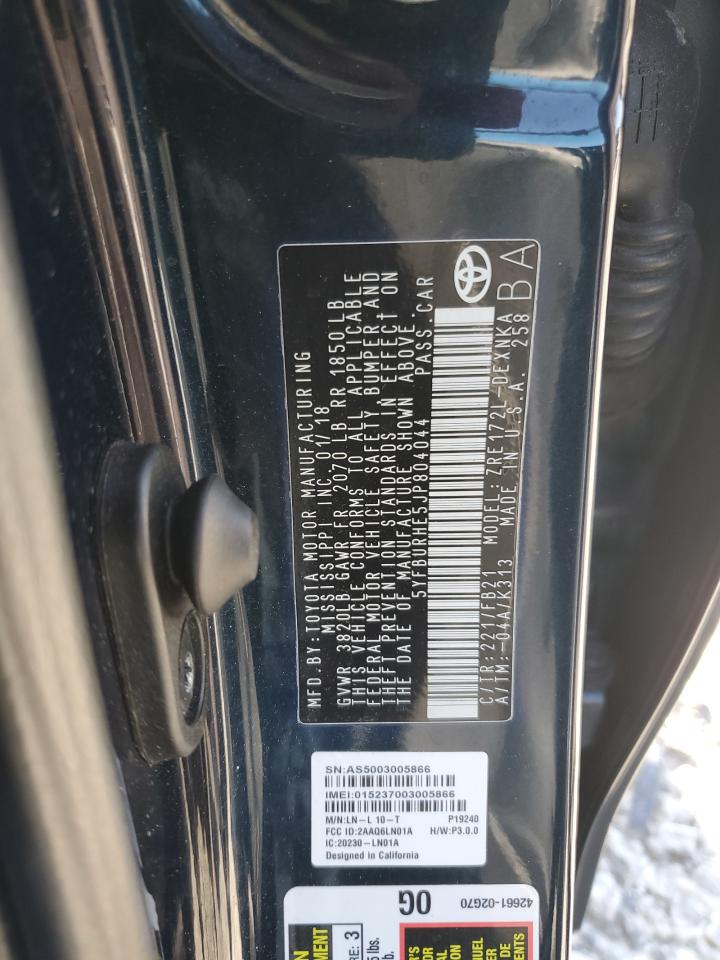 MFD. BY: TOYOTA MOTOR MANUFACTURING
MISSISSIPPI INC 01/18
GVWR 3820LB GAWR FR 2070 LB RR 1850 LB
THIS VEHICLE CONFORMS TO ALL APPLICABLE
FEDERAL MOTOR VEHICLE SAFETY, BUMPER AND
THEFT PREVENTION STANDARDS IN EFFECT ON
THE DATE OF MANUFACTURE SHOWN ABOVE.
5YFBURHE5JP804044 PASS.CAR
C/TR:221/FB21 MODEL:ZRE172L-DEXNKA
A/TM:-04A/K313 MADE IN U.S.A. 258
BA
SN:AS5003005866
IMEI:015237003005866
M/N:LN-L 10-T P19240
FCC ID:2AAQ6LN01A H/W:P3.0.0
IC:20230-LN01A
Designed in California
0G 42661-02G70